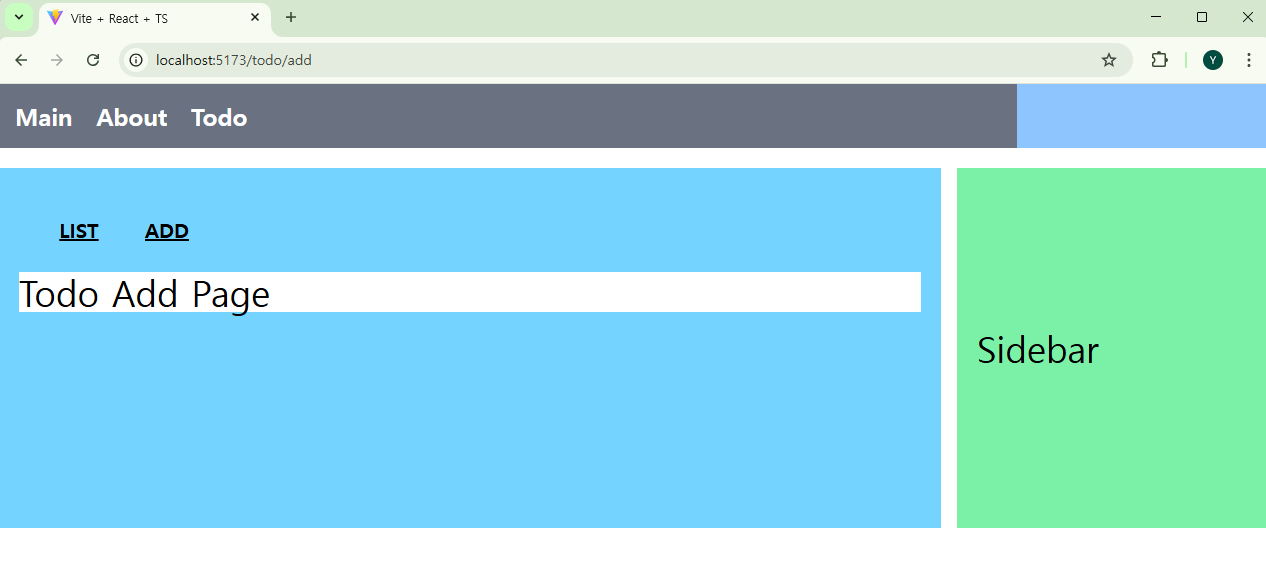 Vite + React + TS
localhost:5173/todo/add
Y
Main About Todo
LIST ADD
Todo Add Page
Sidebar